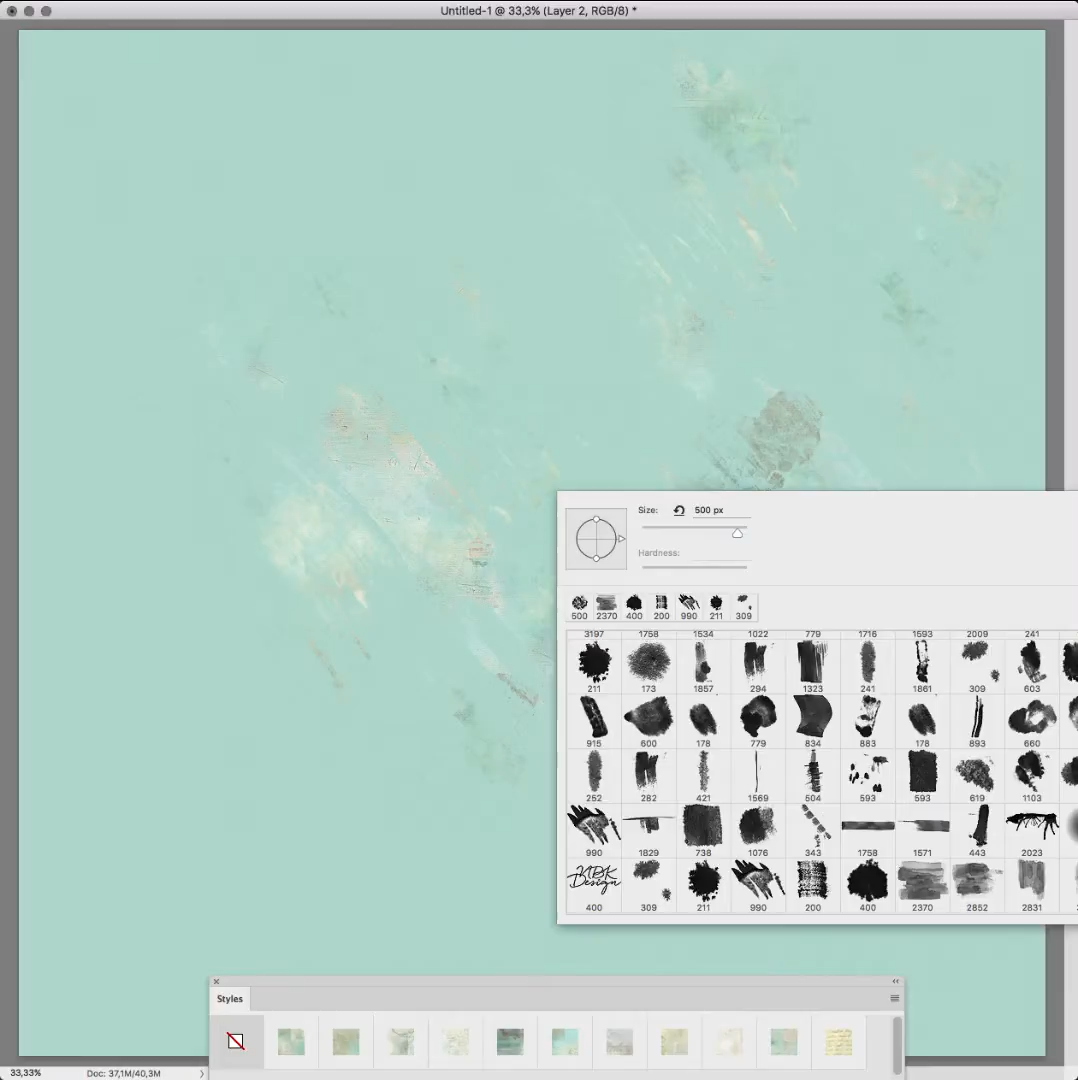 Untitled-1 @ 33,3% (Layer 2, RGB/8) *
Size: 500 px
Hardness:
500 2370 400 200 990 211 309
3197 1758 1534 1022 779 1716 1593 2009 241
211 173 1857 294 1323 241 1861 309 603
915 600 178 779 834 883 178 893 660
252 282 421 1569 504 593 593 619 1103
990 1829 738 1076 343 1758 1571 443 2023
NBK
Design
400 309 211 990 200 400 2370 2852 2831
Styles
33,33% Doc: 37,1M/40,3M